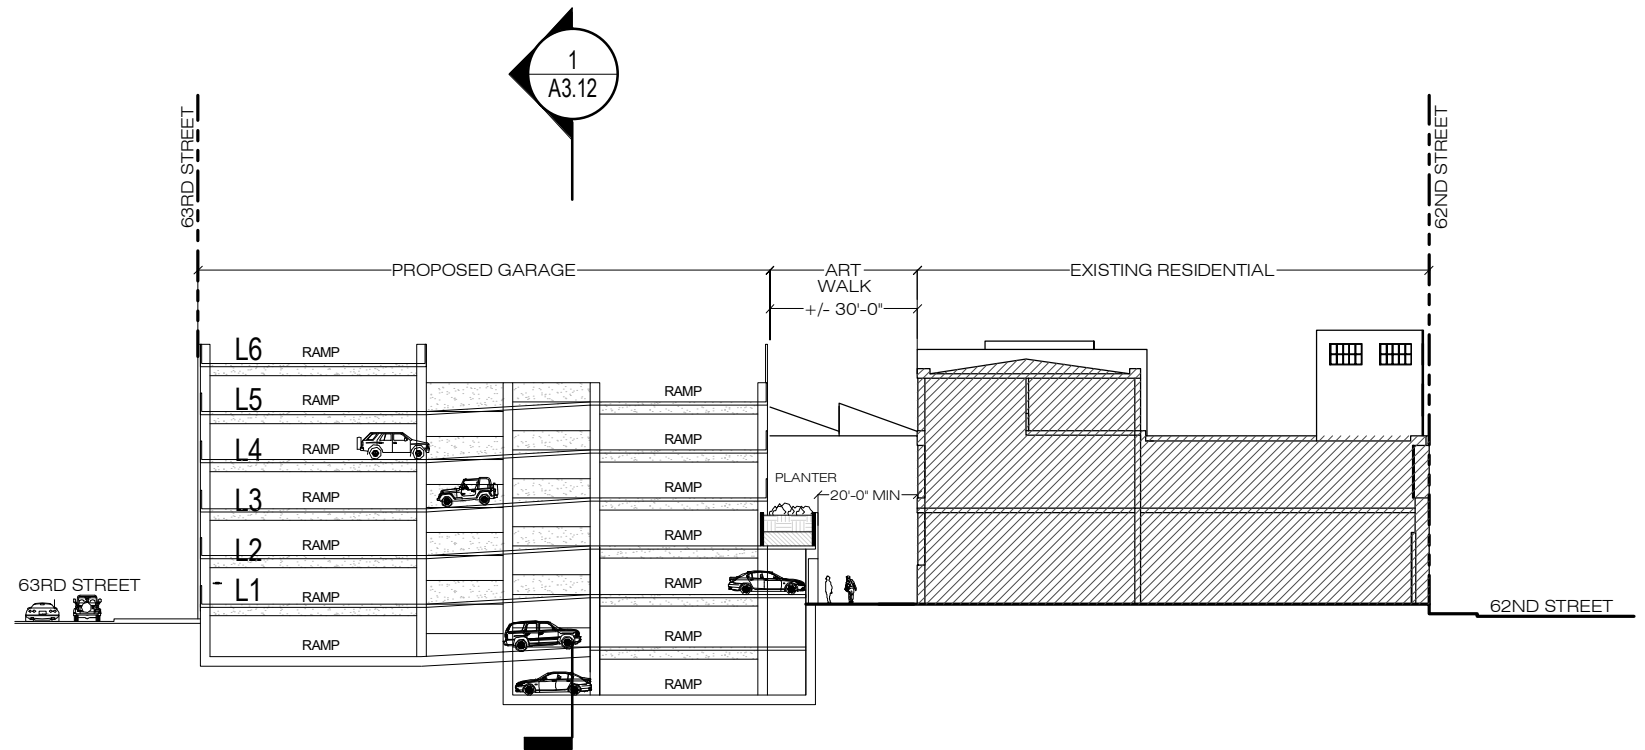 1
A3.12
63RD STREET
62ND STREET
PROPOSED GARAGE
ART
WALK
EXISTING RESIDENTIAL
+/- 30'-0"
L6 RAMP
L5 RAMP
RAMP
L4 RAMP
RAMP
PLANTER
L3 RAMP
RAMP
20'-0" MIN
L2 RAMP
RAMP
63RD STREET
L1 RAMP
RAMP
62ND STREET
RAMP
RAMP
RAMP